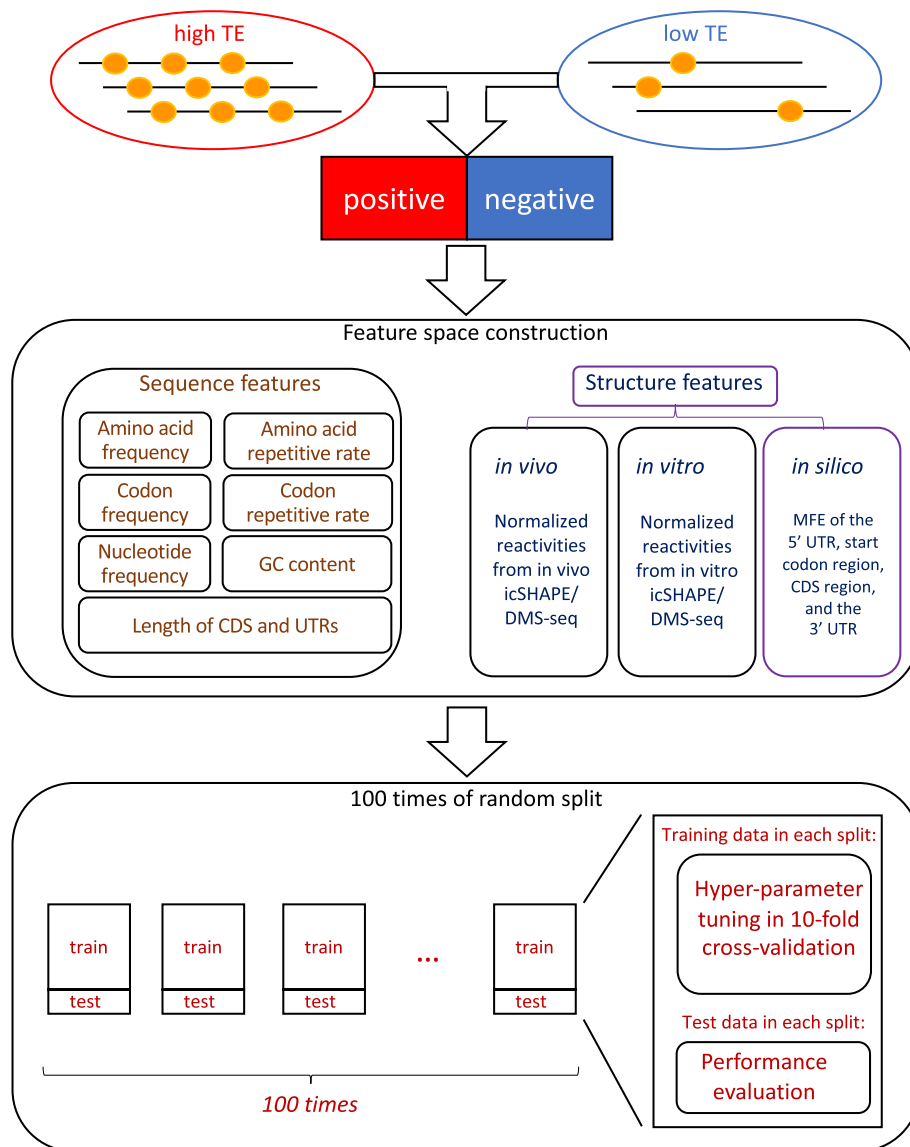 high TE
low TE
positive
negative
Feature space construction
Sequence features
Amino acid
frequency
Amino acid
repetitive rate
Codon
frequency
Codon
repetitive rate
Nucleotide
frequency
GC content
Length of CDS and UTRs
Structure features
in vivo
Normalized
reactivities
from in vivo
icSHAPE/
DMS-seq
in vitro
Normalized
reactivities
from in vitro
icSHAPE/
DMS-seq
in silico
MFE of the
5' UTR, start
codon region,
CDS region,
and the
3' UTR
100 times of random split
train
test
train
test
train
test
...
train
test
100 times
Training data in each split:
Hyper-parameter
tuning in 10-fold
cross-validation
Test data in each split:
Performance
evaluation